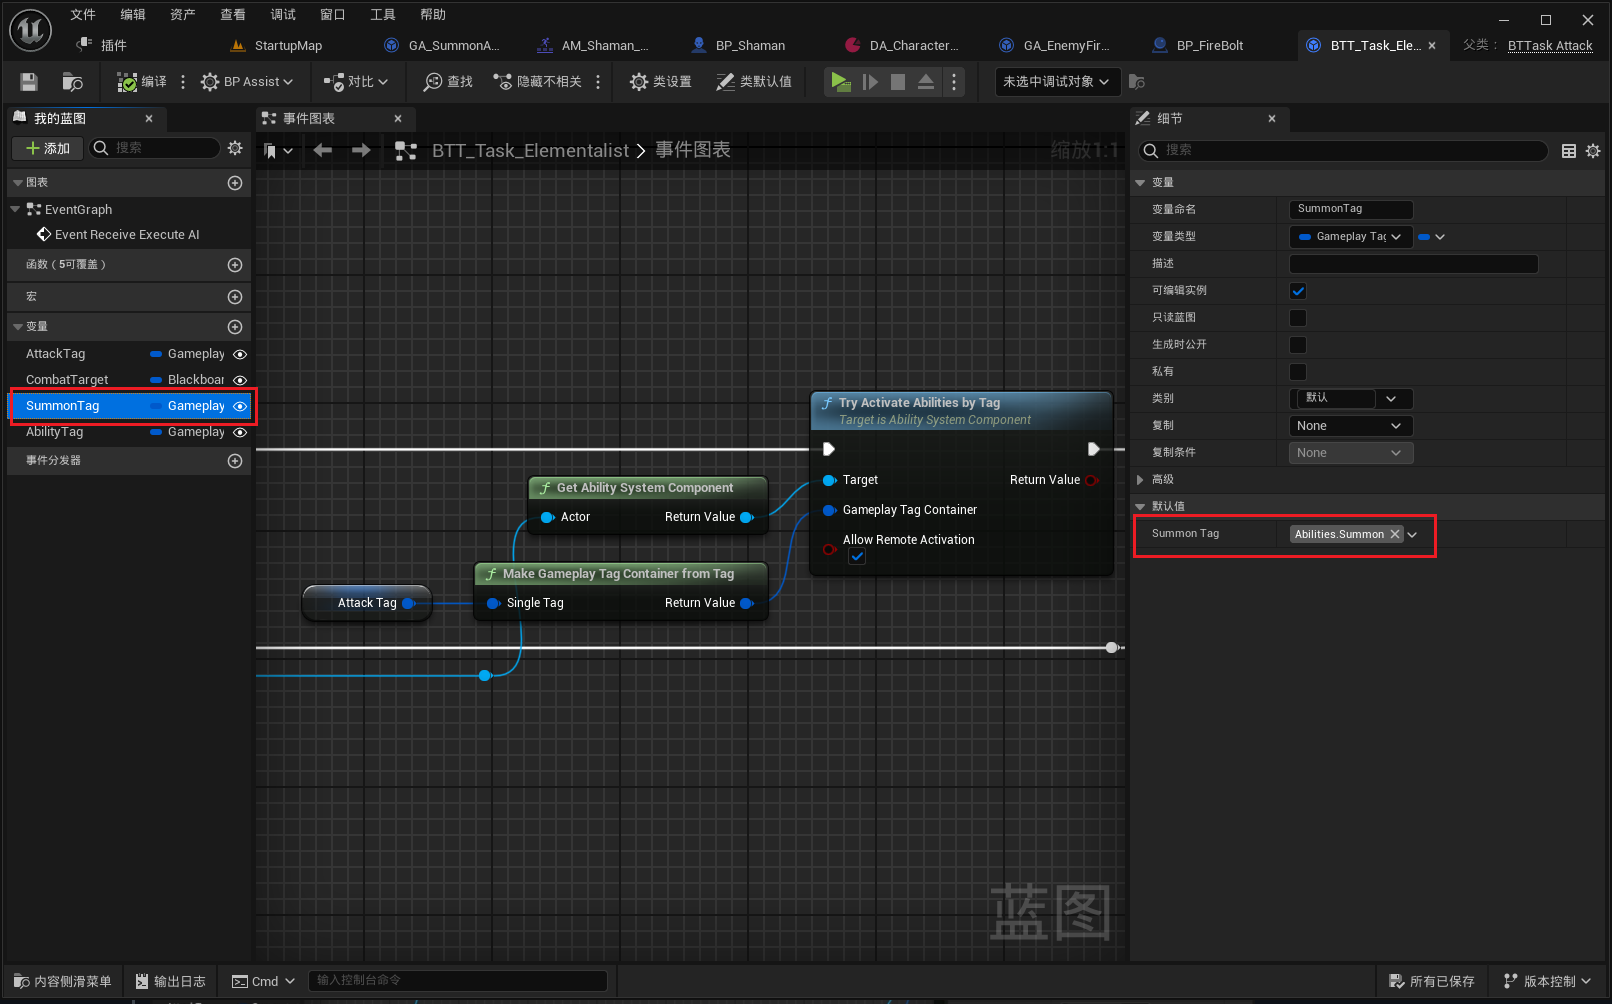 文件 编辑 资产 查看 调试 窗口 工具 帮助
插件 StartupMap GA_SummonA... AM_Shaman_... BP_Shaman DA_Character... GA_EnemyFir... BP_FireBolt BTT_Task_Ele... 父类： BTTask Attack
编译 BP Assist 对比 查找 隐藏不相关 类设置 类默认值 未选中调试对象
我的蓝图
添加 搜索
图表
EventGraph
Event Receive Execute AI
函数（5可覆盖）
宏
变量
AttackTag Gameplay
CombatTarget Blackboar
SummonTag Gameplay
AbilityTag Gameplay
事件分发器
事件图表
BTT_Task_Elementalist 事件图表 缩放1:1
Try Activate Abilities by Tag
Target is Ability System Component
Target Return Value
Gameplay Tag Container
Allow Remote Activation
Get Ability System Component
Actor Return Value
Make Gameplay Tag Container from Tag
Single Tag Return Value
Attack Tag
蓝图
细节
搜索
变量
变量命名 SummonTag
变量类型 Gameplay Tag
描述
可编辑实例
只读蓝图
生成时公开
私有
类别 默认
复制 None
复制条件 None
高级
默认值
Summon Tag Abilities.Summon
内容侧滑菜单 输出日志 Cmd 输入控制台命令 所有已保存 版本控制